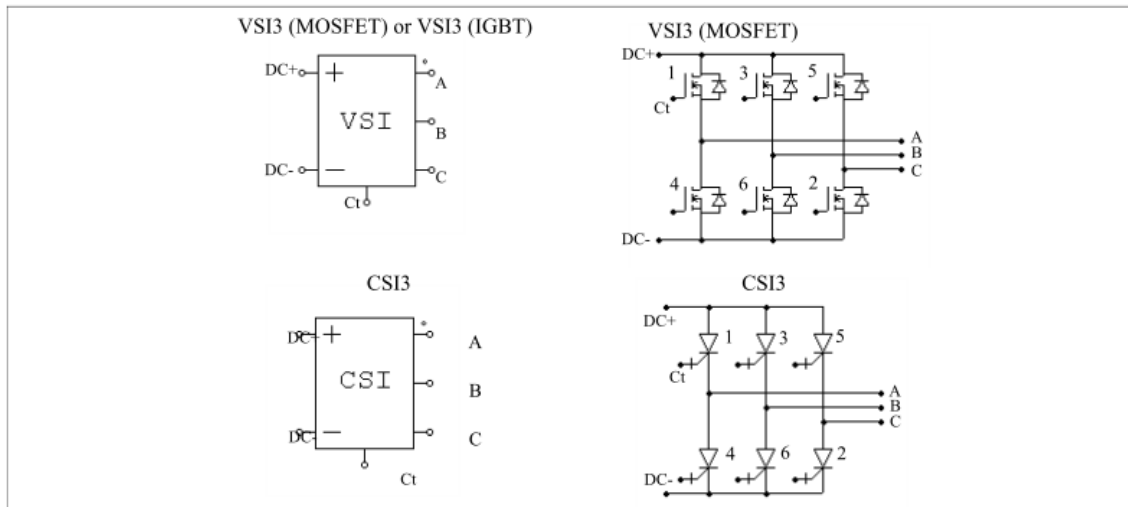 VSI3 (MOSFET) or VSI3 (IGBT)
DC+
+
VSI
DC-
−
A
B
C
Ct
VSI3 (MOSFET)
DC+
1
3
5
Ct
A
B
C
4
6
2
DC-
CSI3
DC+
+
CSI
DC-
−
A
B
C
Ct
CSI3
DC+
1
3
5
Ct
A
B
C
4
6
2
DC-